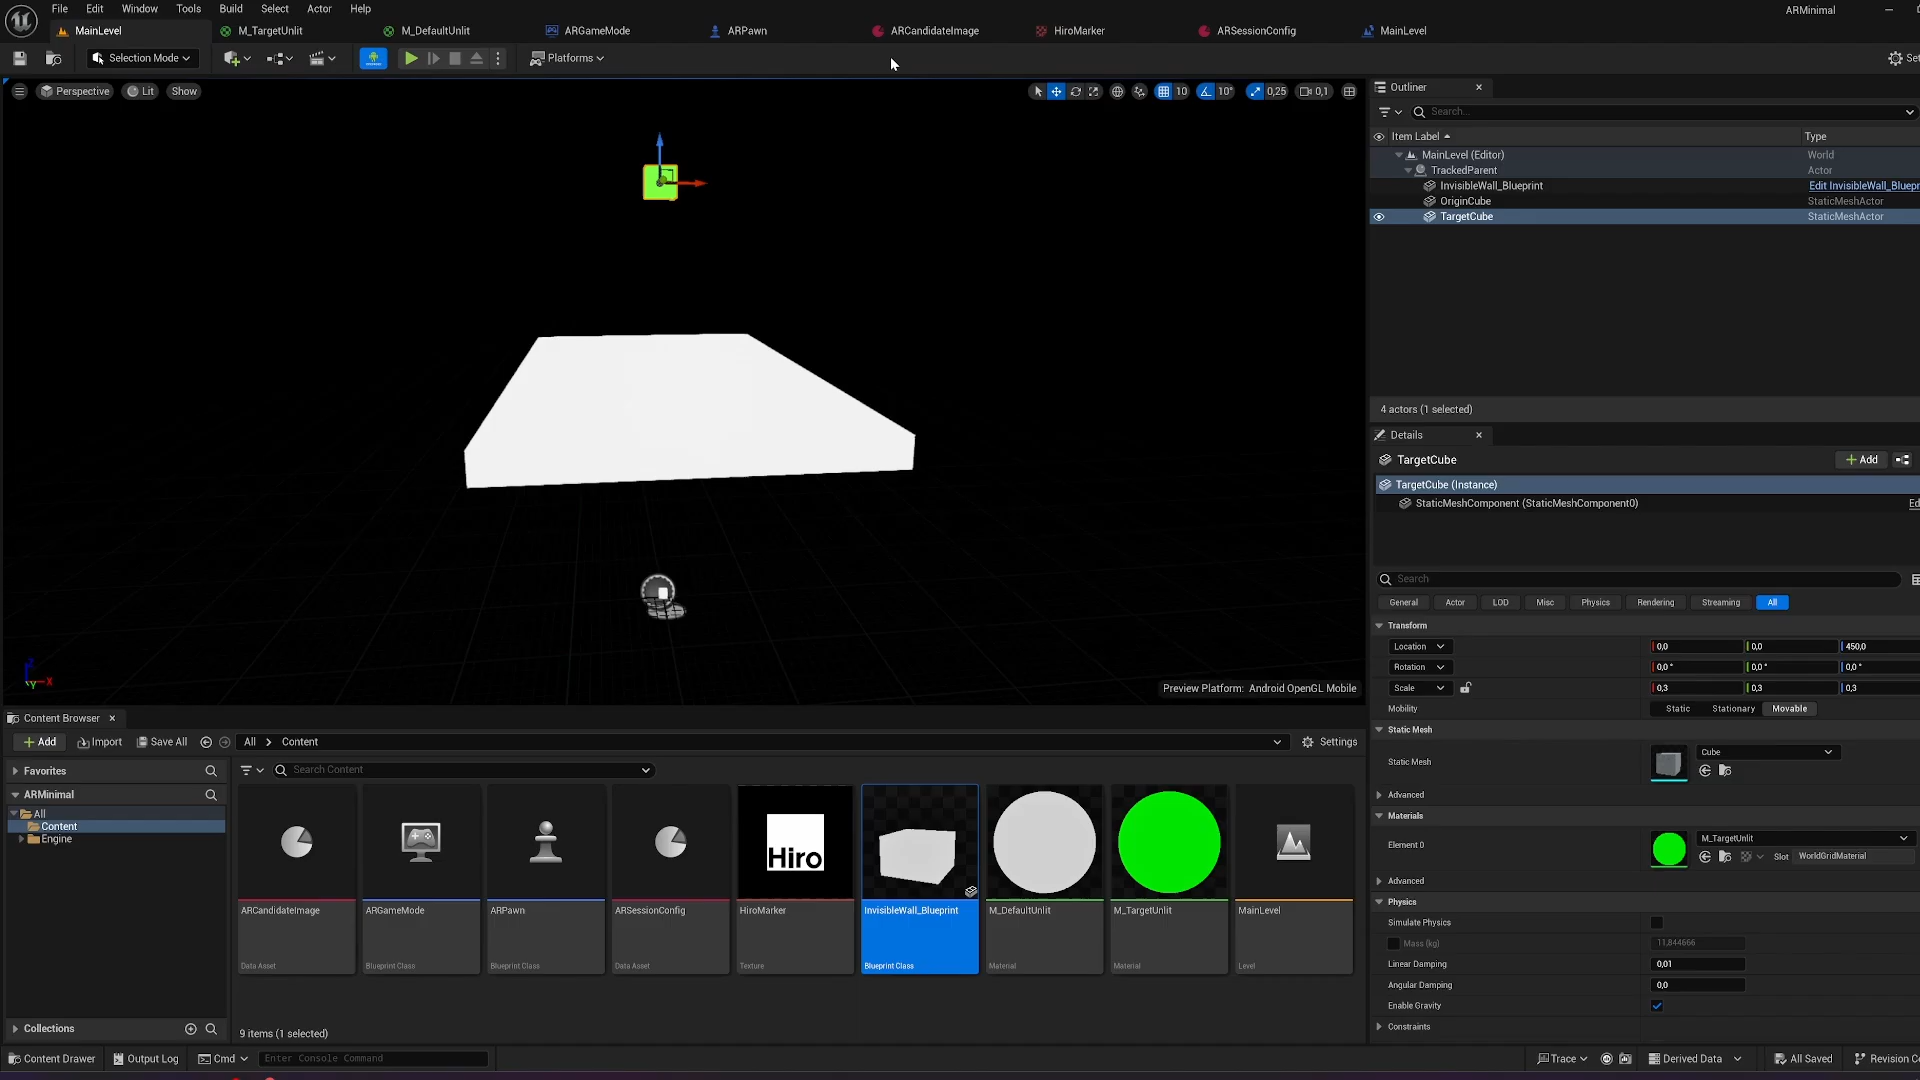 File Edit Window Tools Build Select Actor Help
ARMinimal
MainLevel M_TargetUnlit M_DefaultUnlit ARGameMode ARPawn ARCandidateImage HiroMarker ARSessionConfig MainLevel
Selection Mode Platforms
Perspective Lit Show
10 10° 0,25 0,1
Outliner
Search...
Item Label Type
MainLevel (Editor) World
TrackedParent Actor
InvisibleWall_Blueprint Edit InvisibleWall_Bluepr
OriginCube StaticMeshActor
TargetCube StaticMeshActor
4 actors (1 selected)
Details
TargetCube
Add
TargetCube (Instance)
StaticMeshComponent (StaticMeshComponent0)
Ed
Search
General Actor LOD Misc Physics Rendering Streaming All
Transform
Location 0,0 0,0 450,0
Rotation 0,0 ° 0,0 ° 0,0 °
Scale 0,3 0,3 0,3
Mobility Static Stationary Movable
Static Mesh
Static Mesh Cube
Advanced
Materials
Element 0 M_TargetUnlit
Slot WorldGridMaterial
Advanced
Physics
Simulate Physics
Mass (kg) 11,844666
Linear Damping 0,01
Angular Damping 0,0
Enable Gravity
Constraints
Z X Y
Preview Platform: Android OpenGL Mobile
Content Browser
Add Import Save All All Content Settings
Favorites
ARMinimal
All
Content
Engine
Collections
Search Content
Hiro
ARCandidateImage ARGameMode ARPawn ARSessionConfig HiroMarker InvisibleWall_Blueprint M_DefaultUnlit M_TargetUnlit MainLevel
Data Asset Blueprint Class Blueprint Class Data Asset Texture Blueprint Class Material Material Level
9 items (1 selected)
Content Drawer Output Log Cmd Enter Console Command
Trace Derived Data All Saved Revision Co